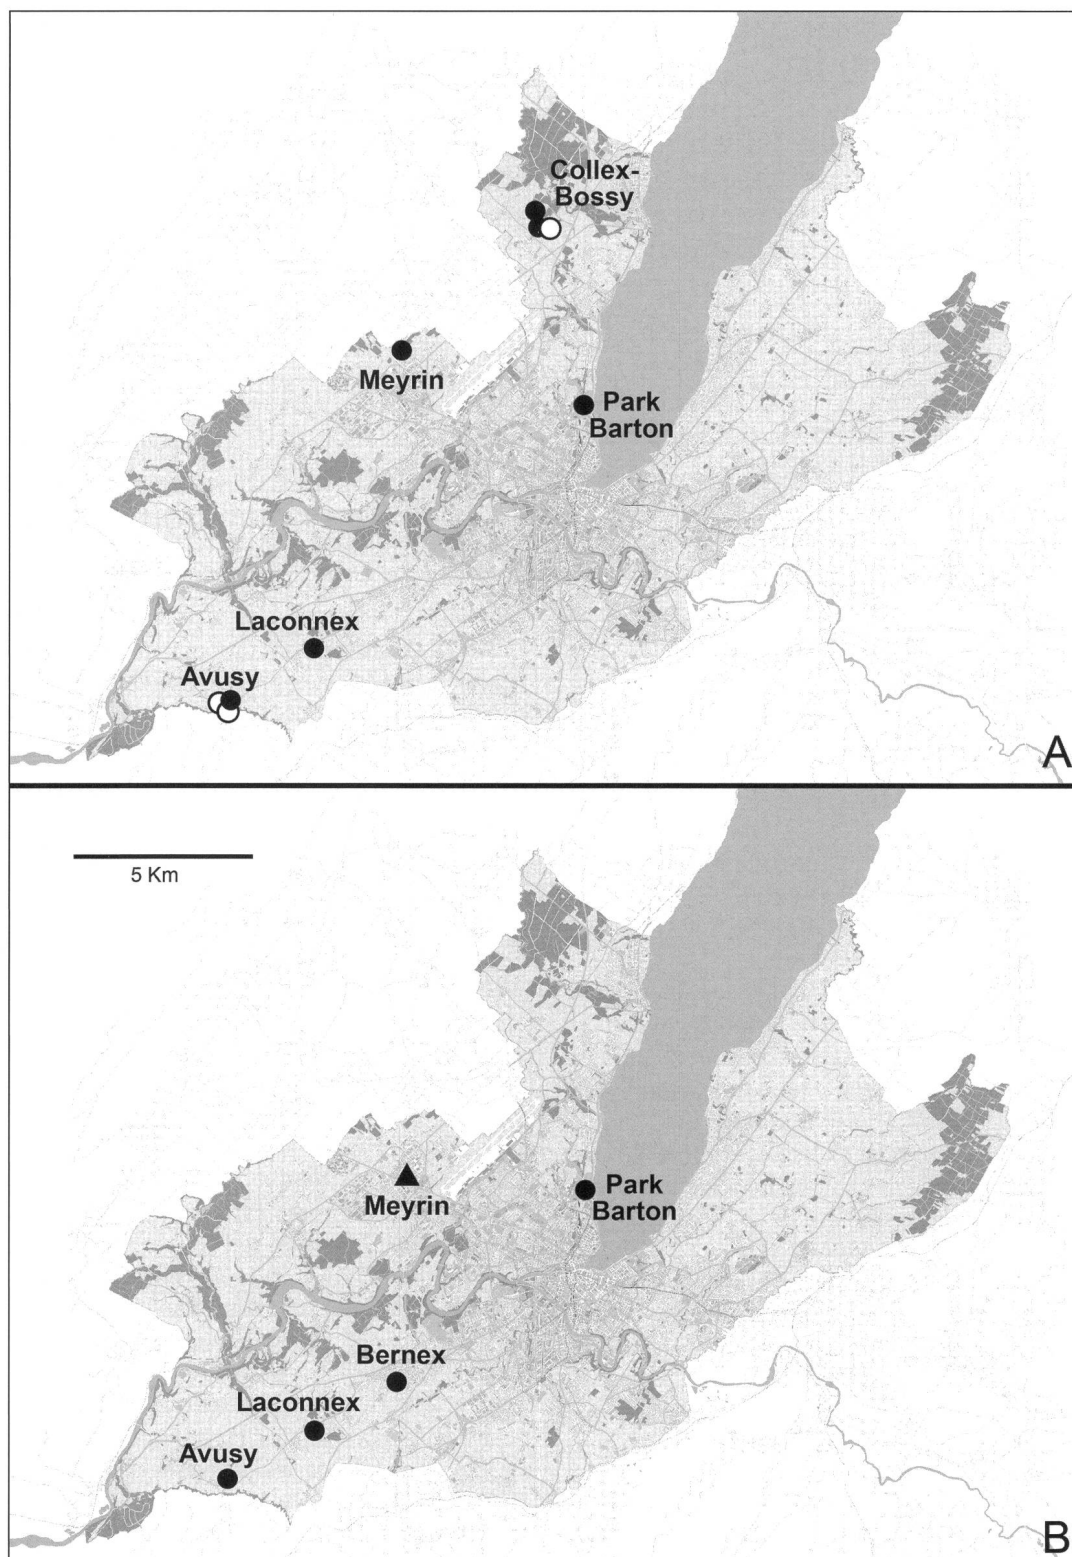 Collex-
Bossy
Meyrin
Park
Barton
Laconnex
Avusy
A
5 Km
Meyrin
Park
Barton
Bernex
Laconnex
Avusy
B